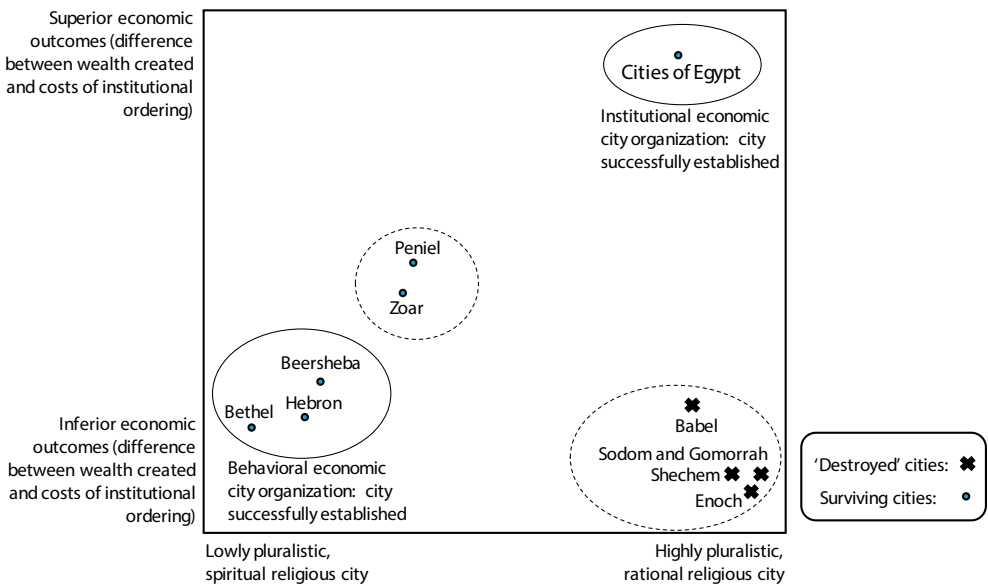 Superior economic
outcomes (difference
between wealth created
and costs of institutional
ordering)
Cities of Egypt
Institutional economic
city organization: city
successfully established
Peniel
Zoar
Beersheba
Hebron
Bethel
Behavioral economic
city organization: city
successfully established
Inferior economic
outcomes (difference
between wealth created
and costs of institutional
ordering)
Babel
Sodom and Gomorrah
Shechem
Enoch
'Destroyed' cities:
Surviving cities:
Lowly pluralistic,
spiritual religious city
Highly pluralistic,
rational religious city